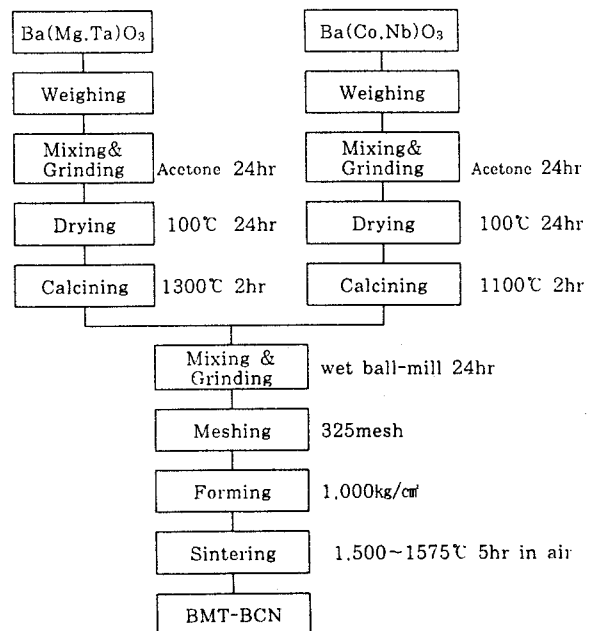 Ba(Mg.Ta)O₃
Ba(Co,Nb)O₃
Weighing
Weighing
Mixing&
Grinding
Acetone 24hr
Mixing&
Grinding
Acetone 24hr
Drying
100℃ 24hr
Drying
100℃ 24hr
Calcining
1300℃ 2hr
Calcining
1100℃ 2hr
Mixing &
Grinding
wet ball-mill 24hr
Meshing
325mesh
Forming
1,000kg/㎠
Sintering
1,500~1575℃ 5hr in air
BMT-BCN